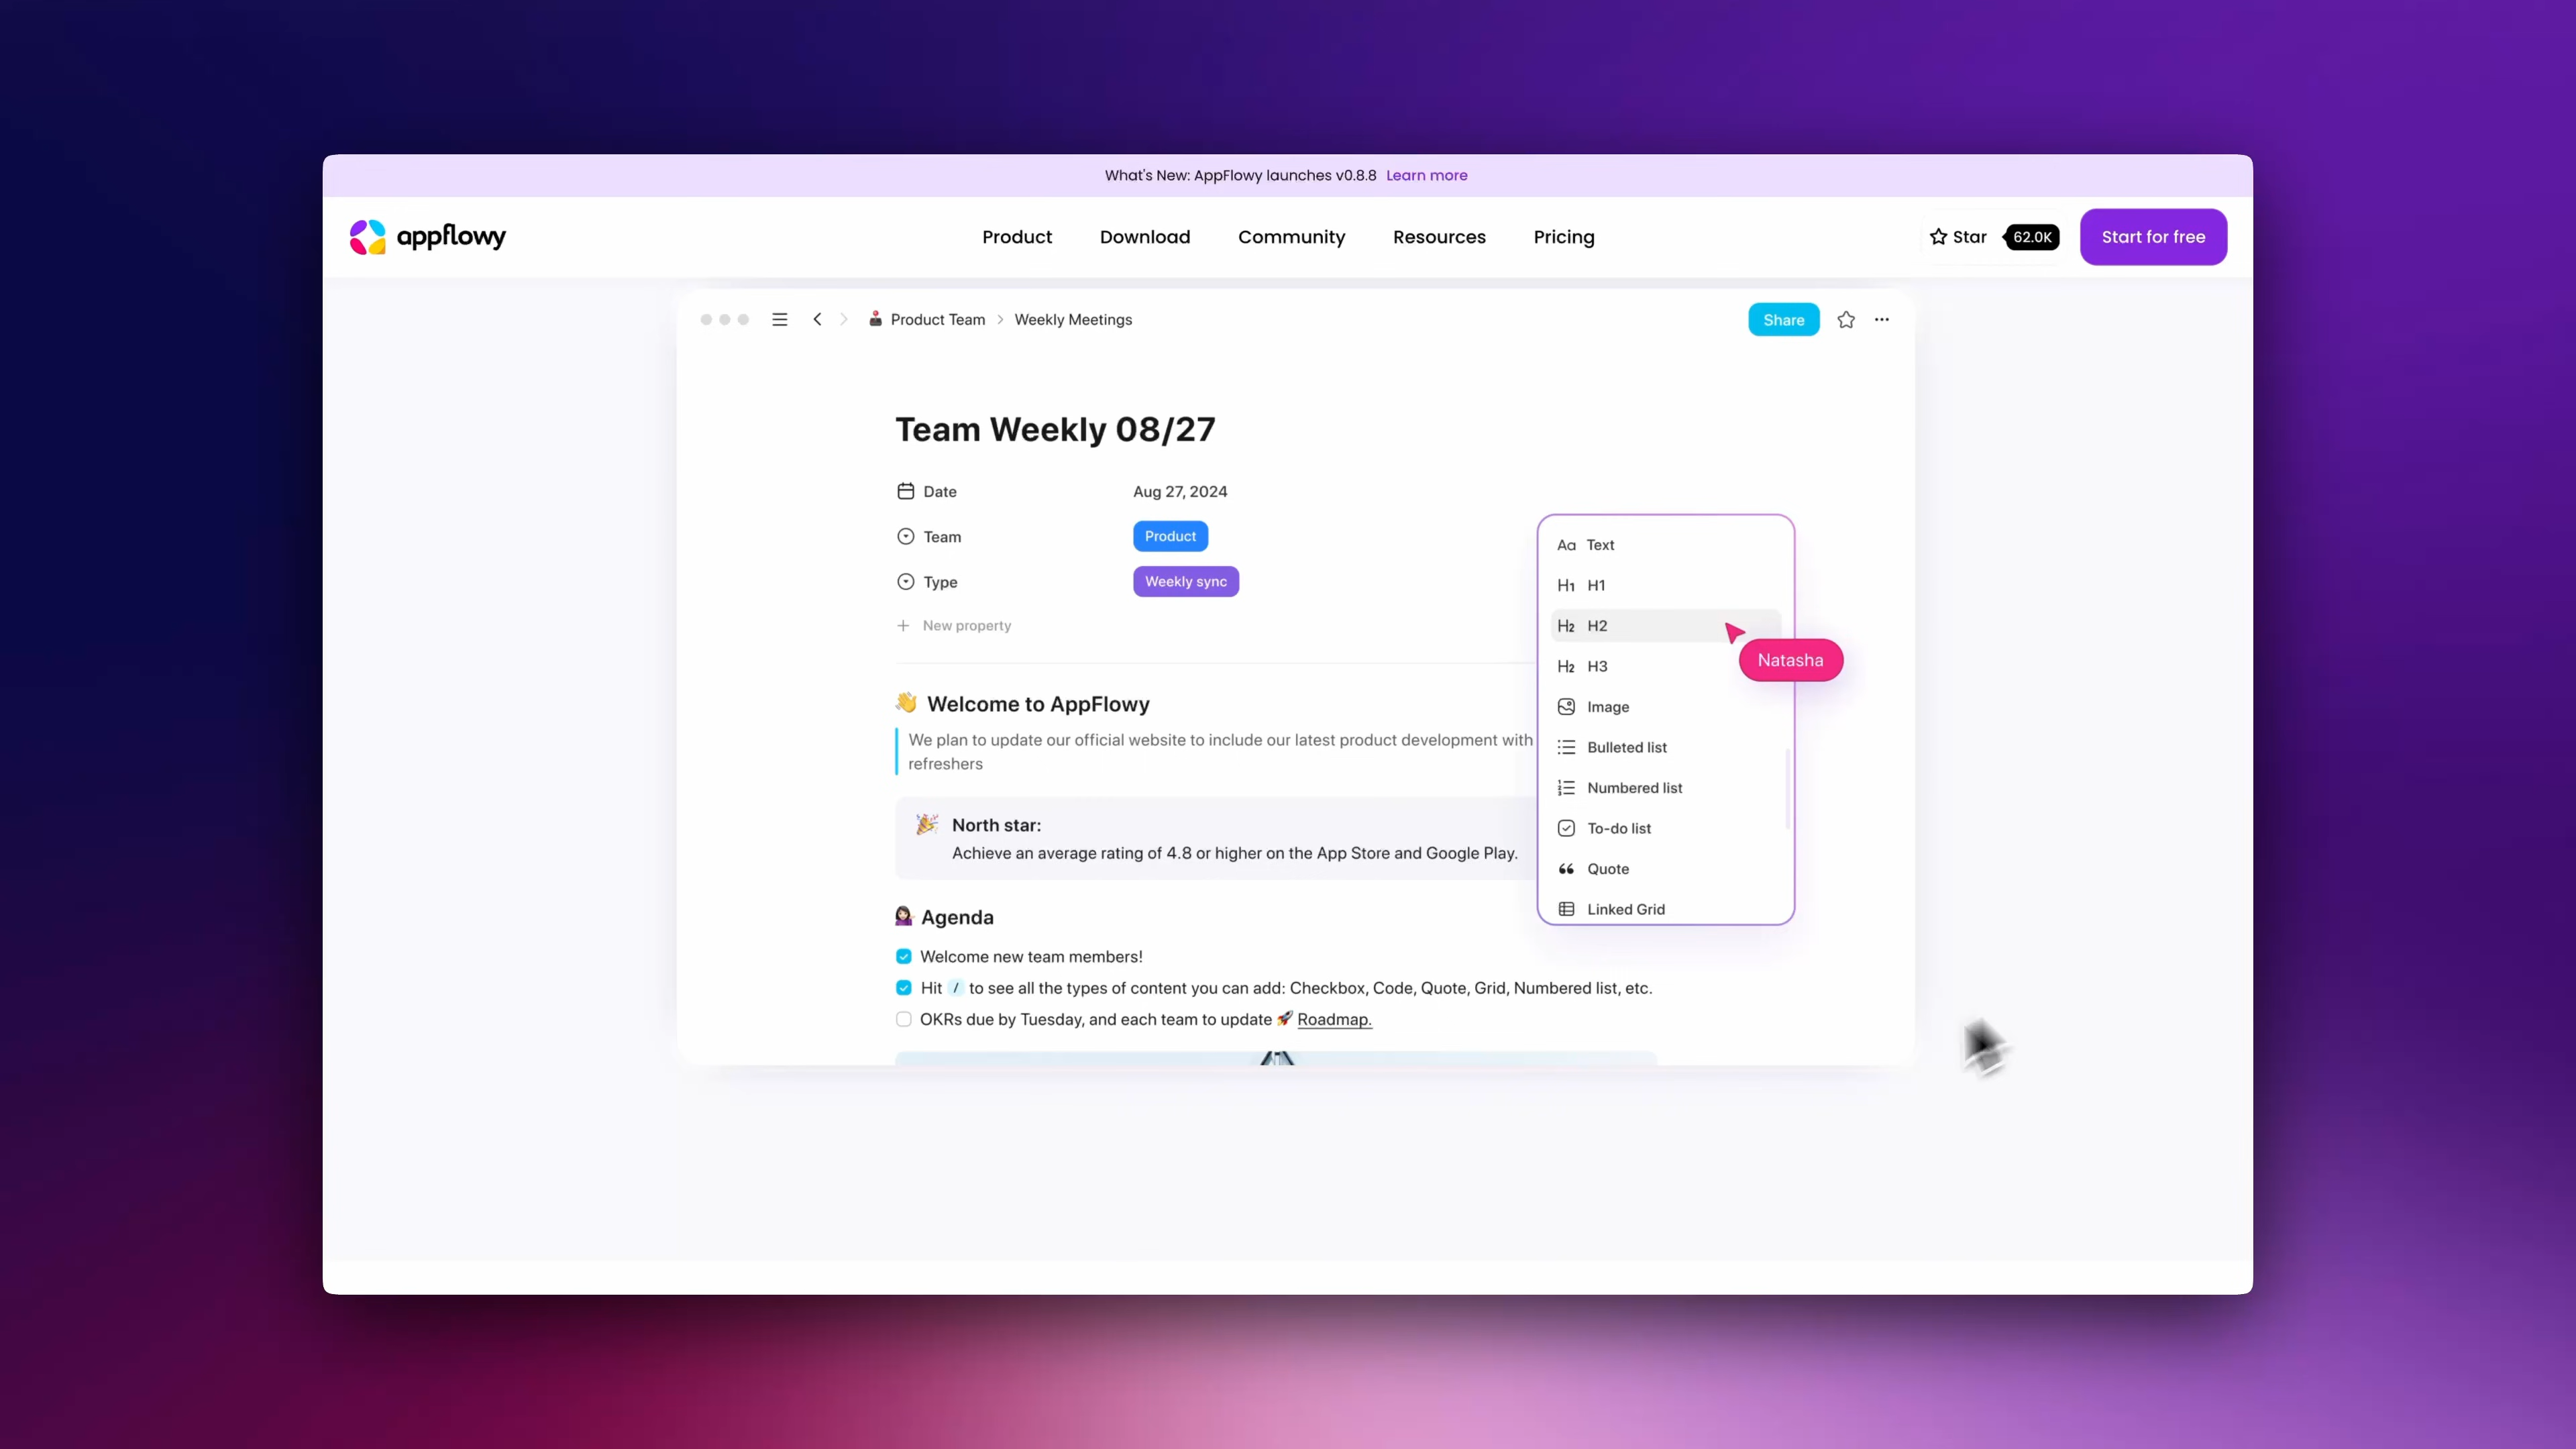 What's New: AppFlowy launches v0.8.8 Learn more
appflowy
Product
Download
Community
Resources
Pricing
Star
62.0K
Start for free
Product Team > Weekly Meetings
Share
Team Weekly 08/27
Date
Aug 27, 2024
Team
Product
Type
Weekly sync
+ New property
Welcome to AppFlowy
We plan to update our official website to include our latest product development with
refreshers
North star:
Achieve an average rating of 4.8 or higher on the App Store and Google Play.
Agenda
Welcome new team members!
Hit / to see all the types of content you can add: Checkbox, Code, Quote, Grid, Numbered list, etc.
OKRs due by Tuesday, and each team to update 🚀 Roadmap.
Aa Text
H1 H1
H2 H2
H2 H3
Image
Bulleted list
Numbered list
To-do list
Quote
Linked Grid
Natasha